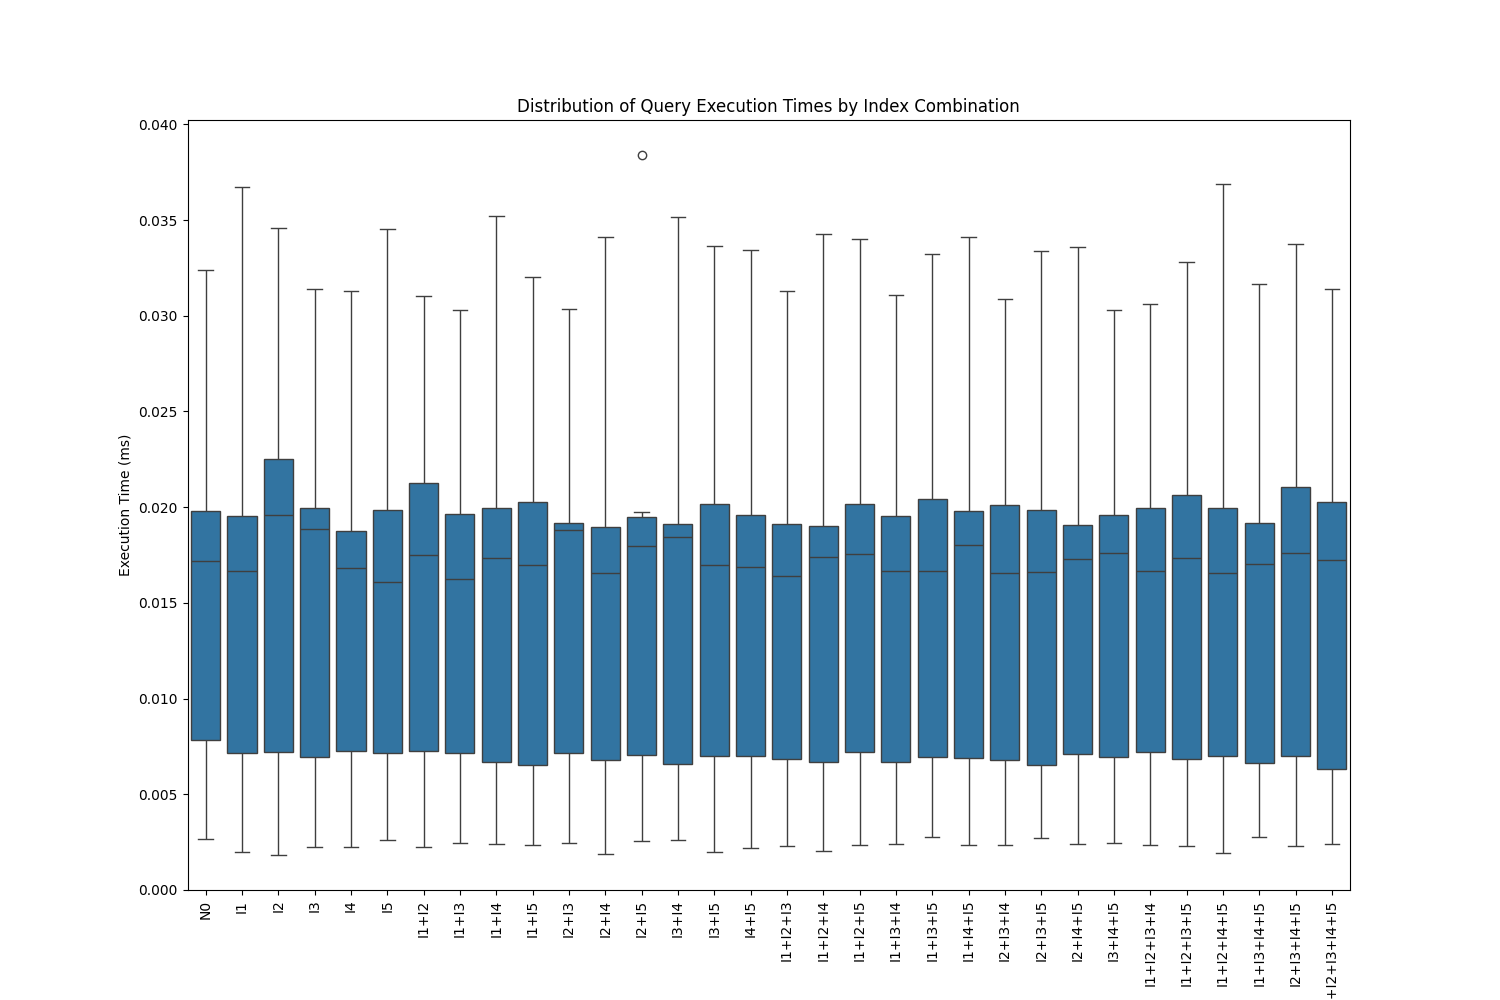 Distribution of Query Execution Times by Index Combination
Execution Time (ms)
0.040
0.035
0.030
0.025
0.020
0.015
0.010
0.005
0.000
N0
I1
I2
I3
I4
I5
I1+I2
I1+I3
I1+I4
I1+I5
I2+I3
I2+I4
I2+I5
I3+I4
I3+I5
I4+I5
I1+I2+I3
I1+I2+I4
I1+I2+I5
I1+I3+I4
I1+I3+I5
I1+I4+I5
I2+I3+I4
I2+I3+I5
I2+I4+I5
I3+I4+I5
I1+I2+I3+I4
I1+I2+I3+I5
I1+I2+I4+I5
I1+I3+I4+I5
I2+I3+I4+I5
+I2+I3+I4+I5